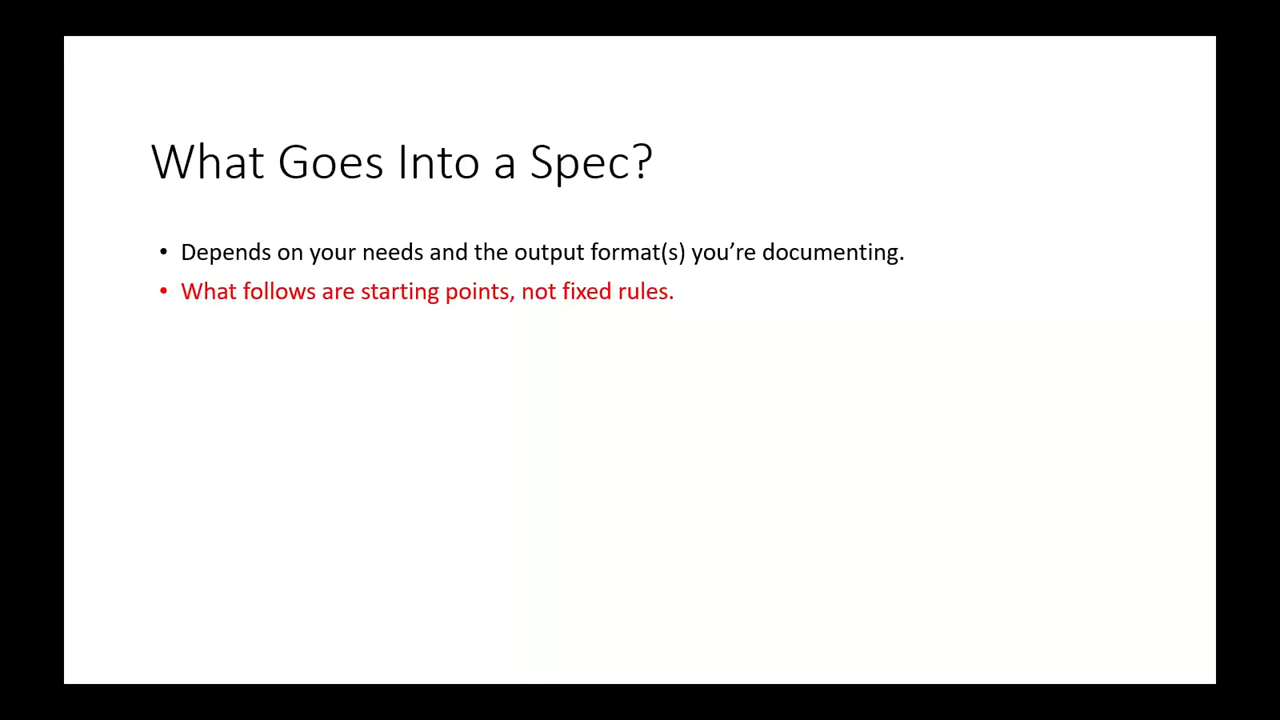 What Goes Into a Spec?
• Depends on your needs and the output format(s) you’re documenting.
• What follows are starting points, not fixed rules.